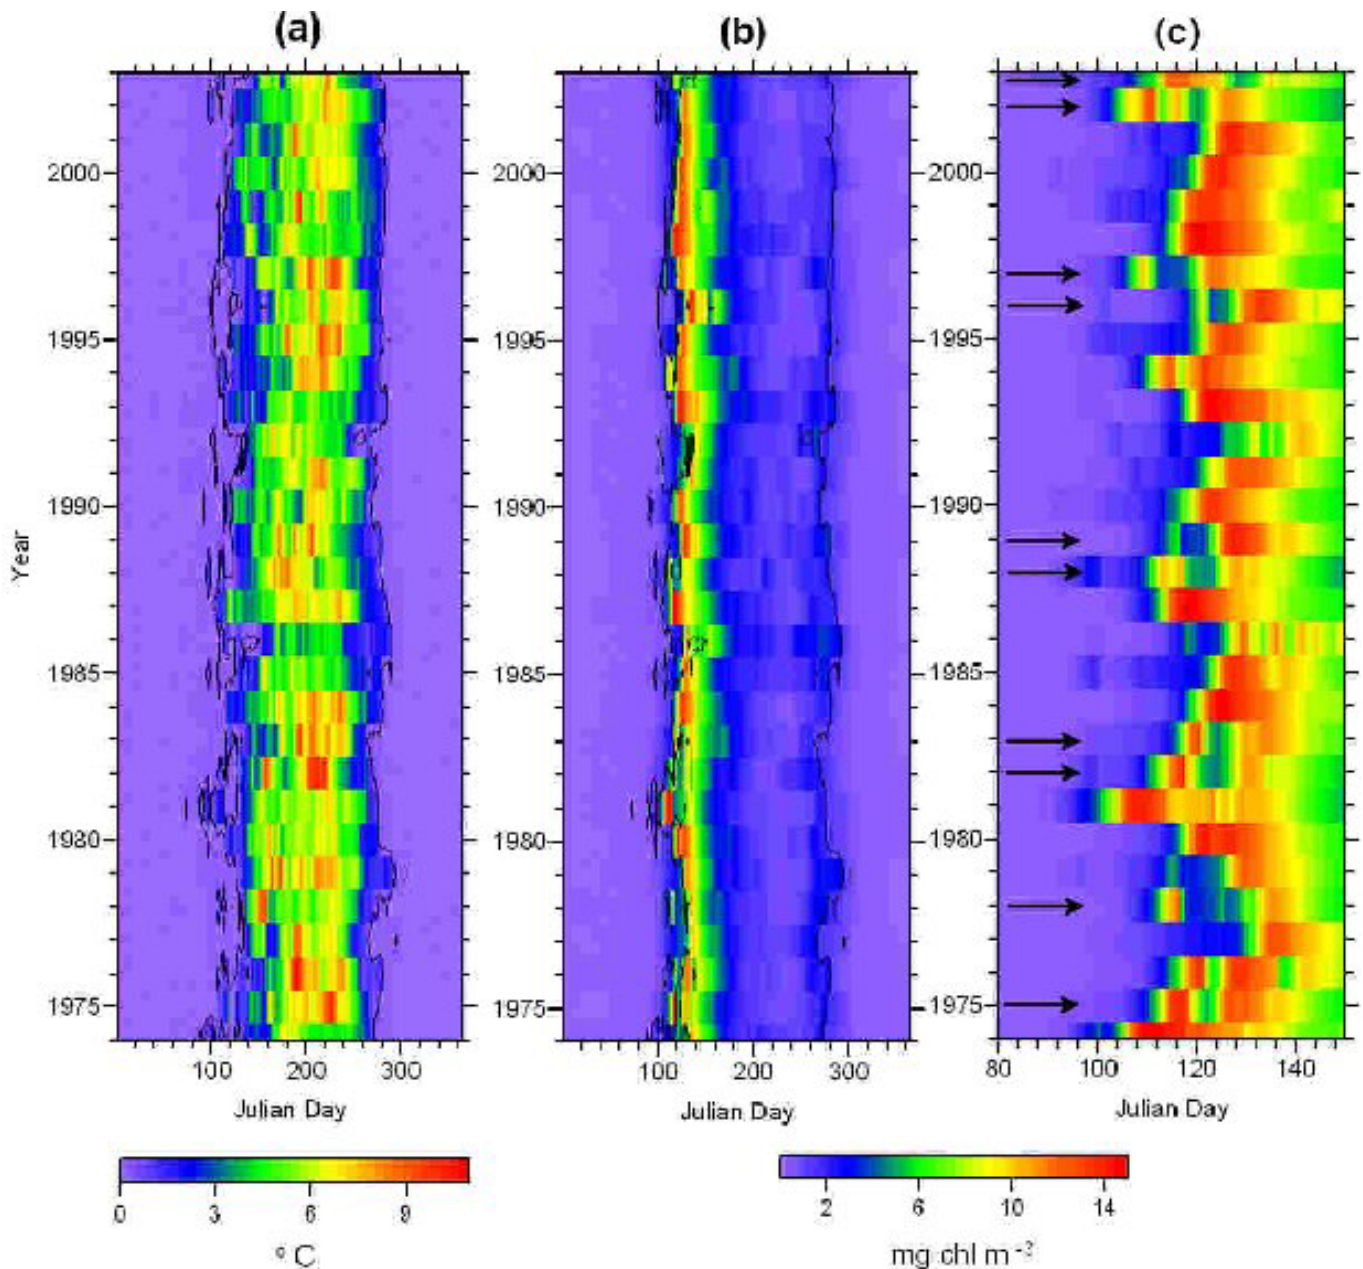 (a) (b) (c)
2000 2000 2000
1995 1995 1995
1990 1990 1990
Year
1985 1985 1985
1980 1980 1980
1975 1975 1975
100 200 300 100 200 300 80 100 120 140
Julian Day Julian Day Julian Day
0 3 6 9 2 6 10 14
° C mg chl m⁻³